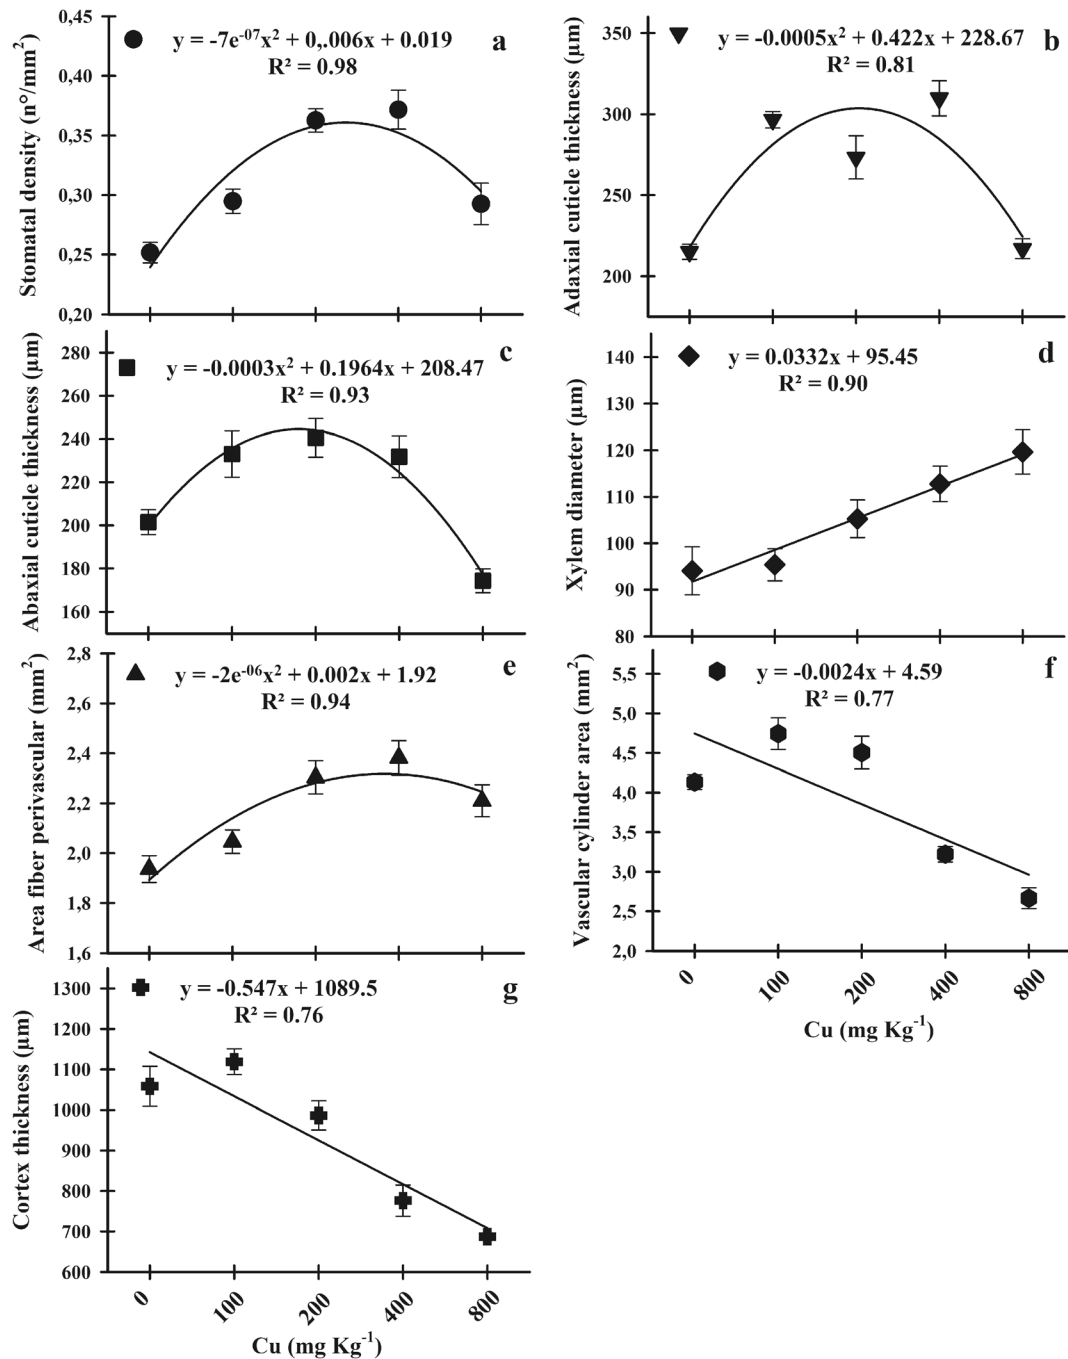 Stomatal density (n°/mm²)
0,45
0,40
0,35
0,30
0,25
0,20
y = -7e⁻⁰⁷x² + 0,.006x + 0.019
R² = 0.98
a
Adaxial cuticle thickness (µm)
350
300
250
200
y = -0.0005x² + 0.422x + 228.67
R² = 0.81
b
Abaxial cuticle thickness (µm)
280
260
240
220
200
180
160
y = -0.0003x² + 0.1964x + 208.47
R² = 0.93
c
Xylem diameter (µm)
140
130
120
110
100
90
80
y = 0.0332x + 95.45
R² = 0.90
d
Area fiber perivascular (mm²)
2,8
2,6
2,4
2,2
2,0
1,8
1,6
y = -2e⁻⁰⁶x² + 0.002x + 1.92
R² = 0.94
e
Vascular cylinder area (mm²)
5,5
5,0
4,5
4,0
3,5
3,0
2,5
2,0
y = -0.0024x + 4.59
R² = 0.77
f
0 100 200 400 800
Cu (mg Kg⁻¹)
Cortex thickness (µm)
1300
1200
1100
1000
900
800
700
600
y = -0.547x + 1089.5
R² = 0.76
g
0 100 200 400 800
Cu (mg Kg⁻¹)